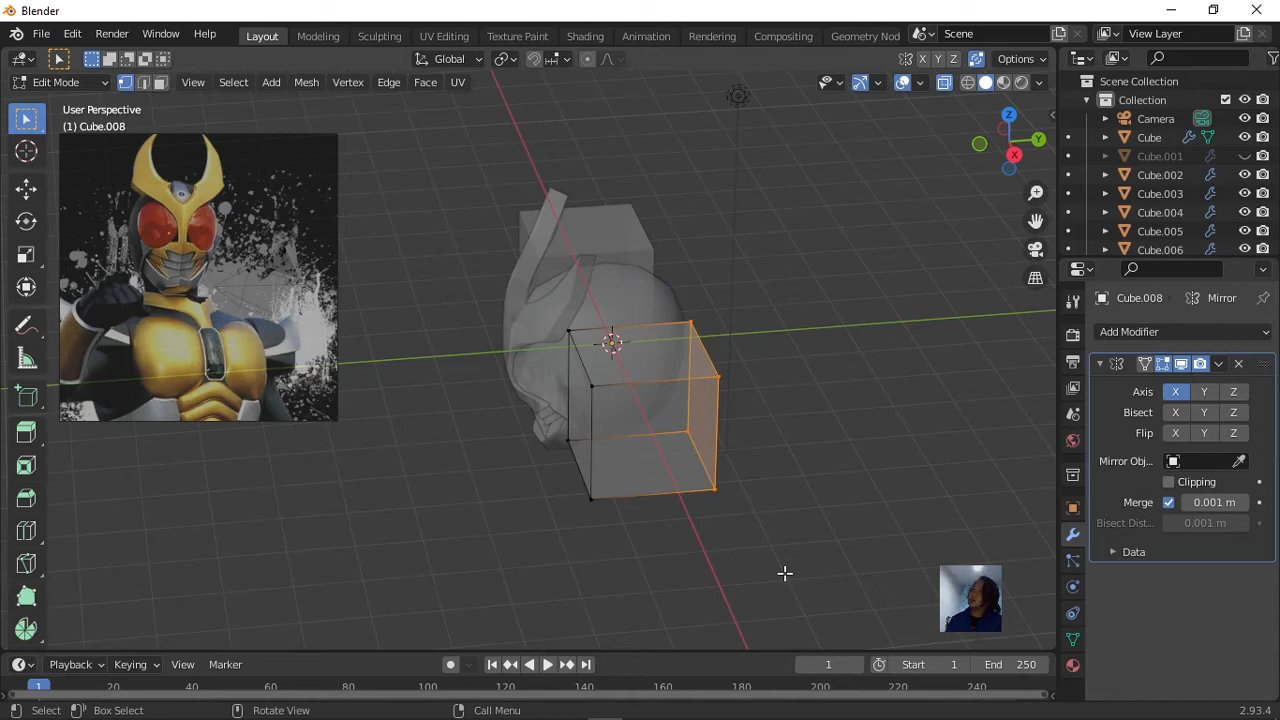 Blender
File Edit Render Window Help
Layout Modeling Sculpting UV Editing Texture Paint Shading Animation Rendering Compositing Geometry Nod
Scene
View Layer
Global
X Y Z
Options
Edit Mode
View Select Add Mesh Vertex Edge Face UV
User Perspective
(1) Cube.008
Z
Y
X
Scene Collection
Collection
Camera
Cube
Cube.001
Cube.002
Cube.003
Cube.004
Cube.005
Cube.006
Cube.008
Mirror
Add Modifier
Axis X Y Z
Bisect X Y Z
Flip X Y Z
Mirror Obj...
Clipping
Merge 0.001 m
Bisect Dist... 0.001 m
Data
Playback Keying View Marker
1
Start 1
End 250
1 20 40 60 80 100 120 140 160 180 200 220 240
Select Box Select Rotate View Call Menu
2.93.4